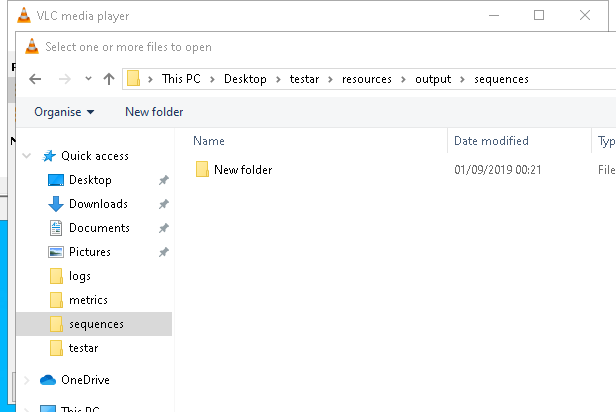 VLC media player
Select one or more files to open
This PC > Desktop > testar > resources > output > sequences
Organise New folder
Name Date modified Typ
Quick access
New folder 01/09/2019 00:21 File
Desktop
Downloads
Documents
Pictures
logs
metrics
sequences
testar
OneDrive
This PC